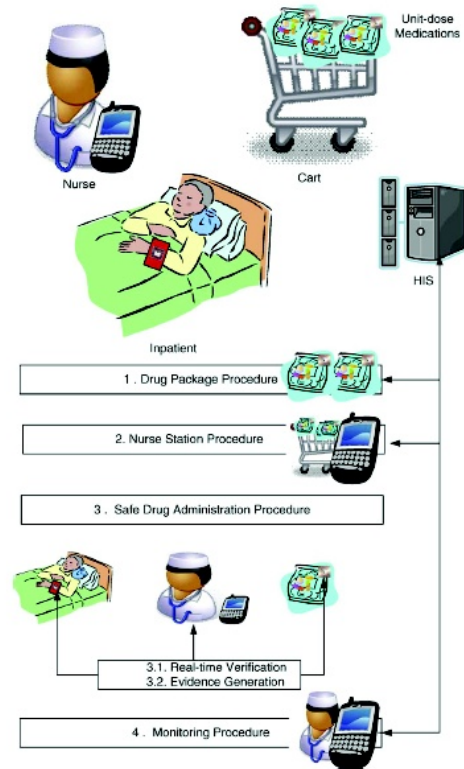 Unit-dose
Medications
Nurse
Cart
HIS
Inpatient
1 . Drug Package Procedure
2. Nurse Station Procedure
3 . Safe Drug Administration Procedure
3.1. Real-time Verification
3.2. Evidence Generation
4 . Monitoring Procedure